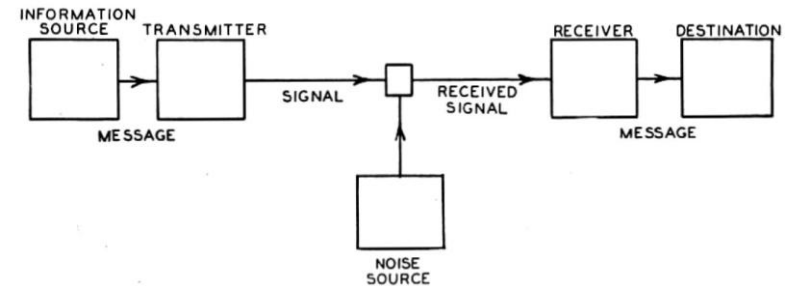 INFORMATION
SOURCE
TRANSMITTER
RECEIVER
DESTINATION
SIGNAL
RECEIVED
SIGNAL
MESSAGE
MESSAGE
NOISE
SOURCE